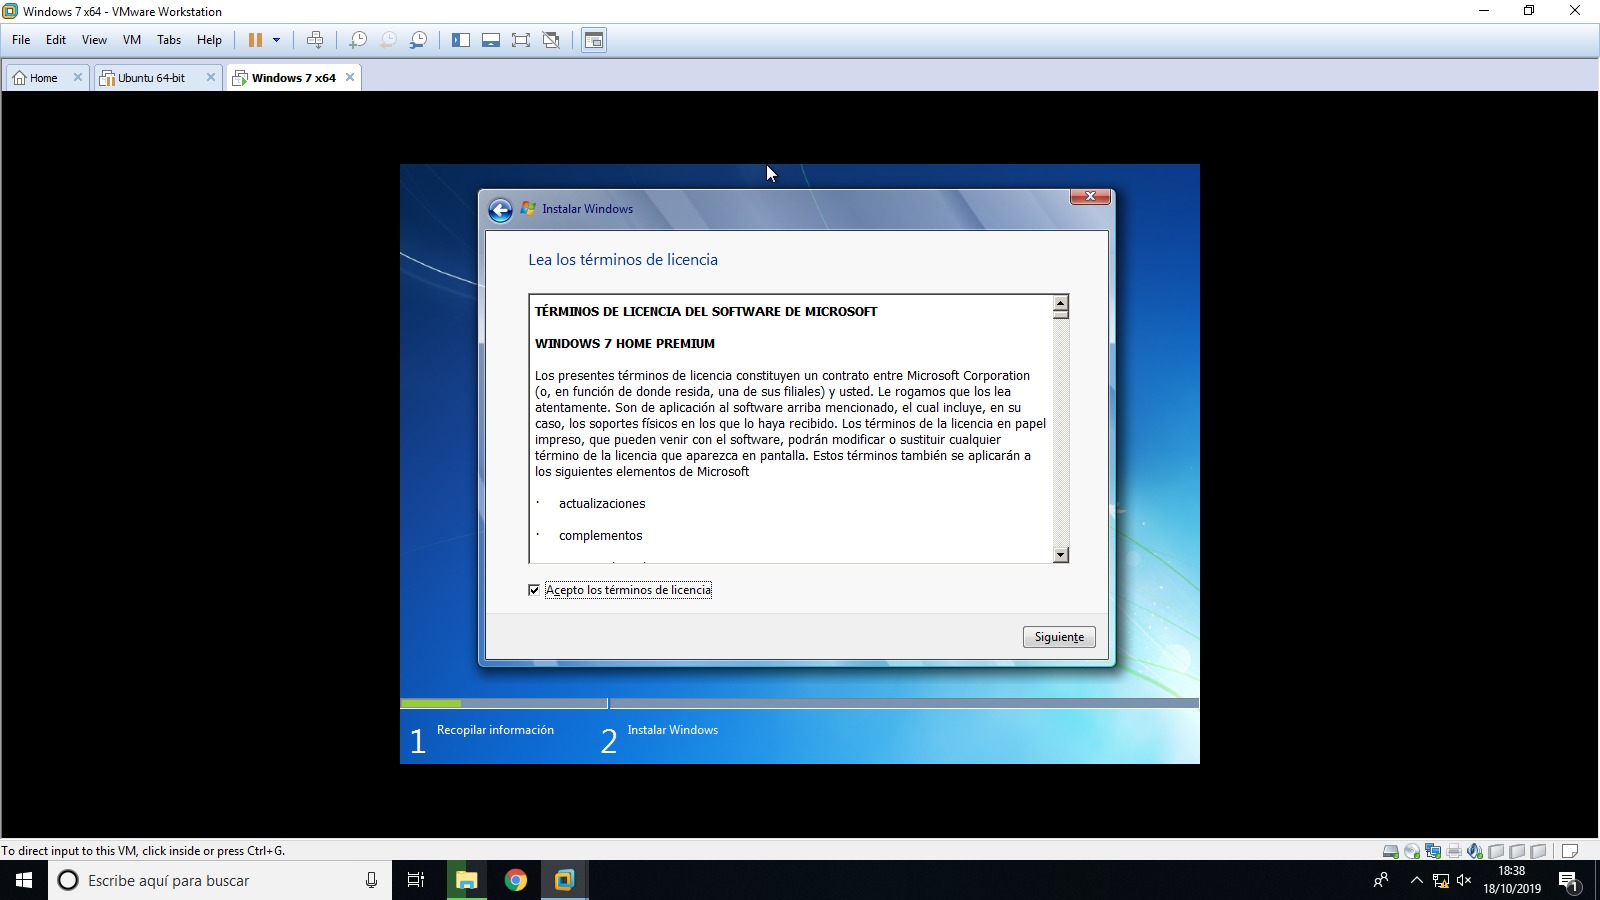 Windows 7 x64 - VMware Workstation
File Edit View VM Tabs Help
Home Ubuntu 64-bit Windows 7 x64
Instalar Windows
Lea los términos de licencia
TÉRMINOS DE LICENCIA DEL SOFTWARE DE MICROSOFT
WINDOWS 7 HOME PREMIUM
Los presentes términos de licencia constituyen un contrato entre Microsoft Corporation
(o, en función de donde resida, una de sus filiales) y usted. Le rogamos que los lea
atentamente. Son de aplicación al software arriba mencionado, el cual incluye, en su
caso, los soportes físicos en los que lo haya recibido. Los términos de la licencia en papel
impreso, que pueden venir con el software, podrán modificar o sustituir cualquier
término de la licencia que aparezca en pantalla. Estos términos también se aplicarán a
los siguientes elementos de Microsoft
· actualizaciones
· complementos
Acepto los términos de licencia
Siguiente
1 Recopilar información 2 Instalar Windows
To direct input to this VM, click inside or press Ctrl+G.
Escribe aquí para buscar
18:38
18/10/2019
1